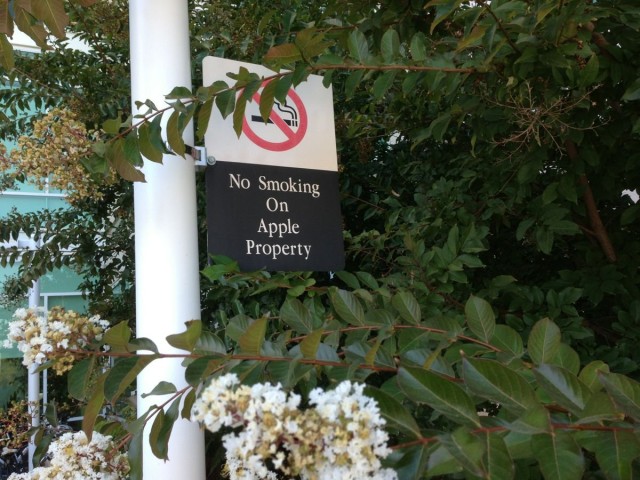 No Smoking
On
Apple
Property